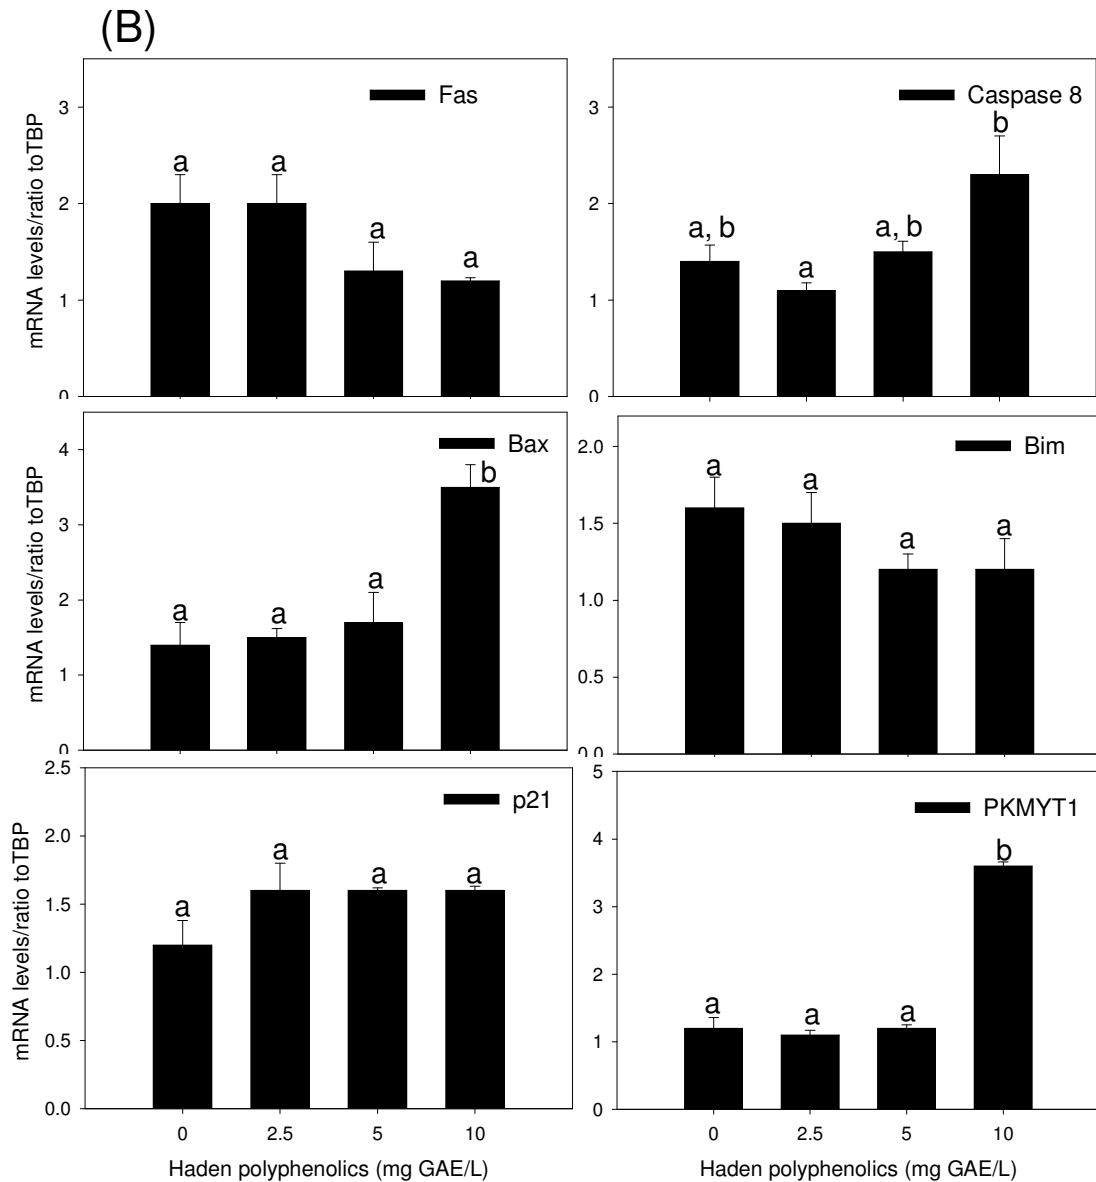 (B)
Fas
mRNA levels/ratio toTBP
3
2
1
0
a
a
a
a
Caspase 8
3
2
1
0
a, b
a
a, b
b
Bax
mRNA levels/ratio toTBP
4
3
2
1
0
a
a
a
b
Bim
2.0
1.5
1.0
0.5
0.0
a
a
a
a
p21
mRNA levels/ratio toTBP
2.5
2.0
1.5
1.0
0.5
0.0
a
a
a
a
0 2.5 5 10
Haden polyphenolics (mg GAE/L)
PKMYT1
5
4
3
2
1
0
a
a
a
b
0 2.5 5 10
Haden polyphenolics (mg GAE/L)